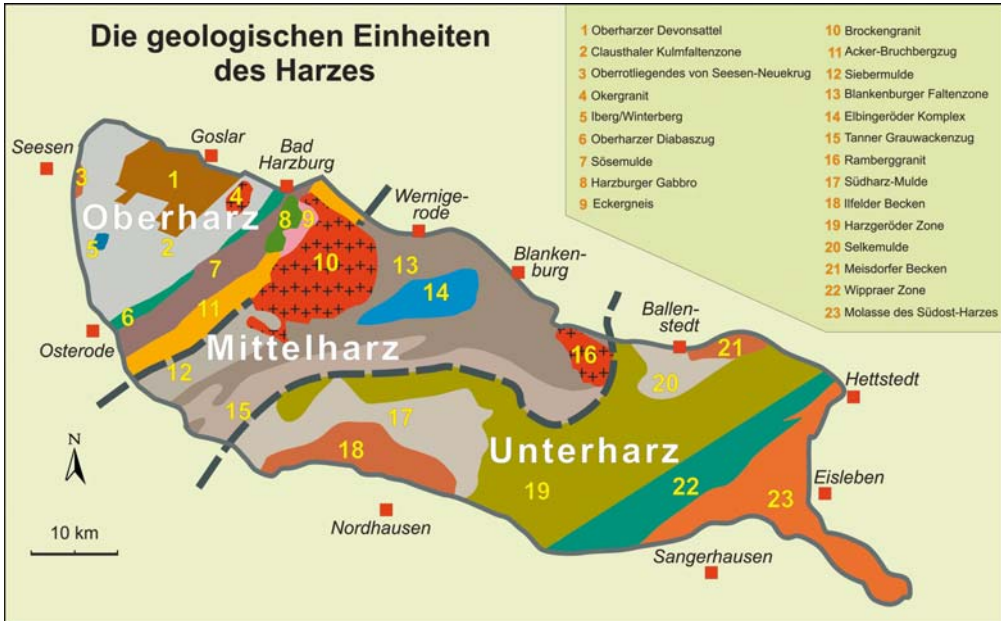 Die geologischen Einheiten
des Harzes
1 Oberharzer Devonsattel
2 Clausthaler Kulmfaltenzone
3 Oberrotliegendes von Seesen-Neuekrug
4 Okergranit
5 Iberg/Winterberg
6 Oberharzer Diabaszug
7 Sösemulde
8 Harzburger Gabbro
9 Eckergneis
10 Brockengranit
11 Acker-Bruchbergzug
12 Siebermulde
13 Blankenburger Faltenzone
14 Elbingeröder Komplex
15 Tanner Grauwackenzug
16 Ramberggranit
17 Südharz-Mulde
18 Ilfelder Becken
19 Harzgeröder Zone
20 Selkemulde
21 Meisdorfer Becken
22 Wippraer Zone
23 Molasse des Südost-Harzes
Seesen
Goslar
Bad
Harzburg
Wernige-
rode
Blanken-
burg
Ballen-
stedt
Hettstedt
Eisleben
Sangerhausen
Nordhausen
Osterode
Oberharz
Mittelharz
Unterharz
1
2
3
4
5
6
7
8
9
10
11
12
13
14
15
16
17
18
19
20
21
22
23
N
10 km